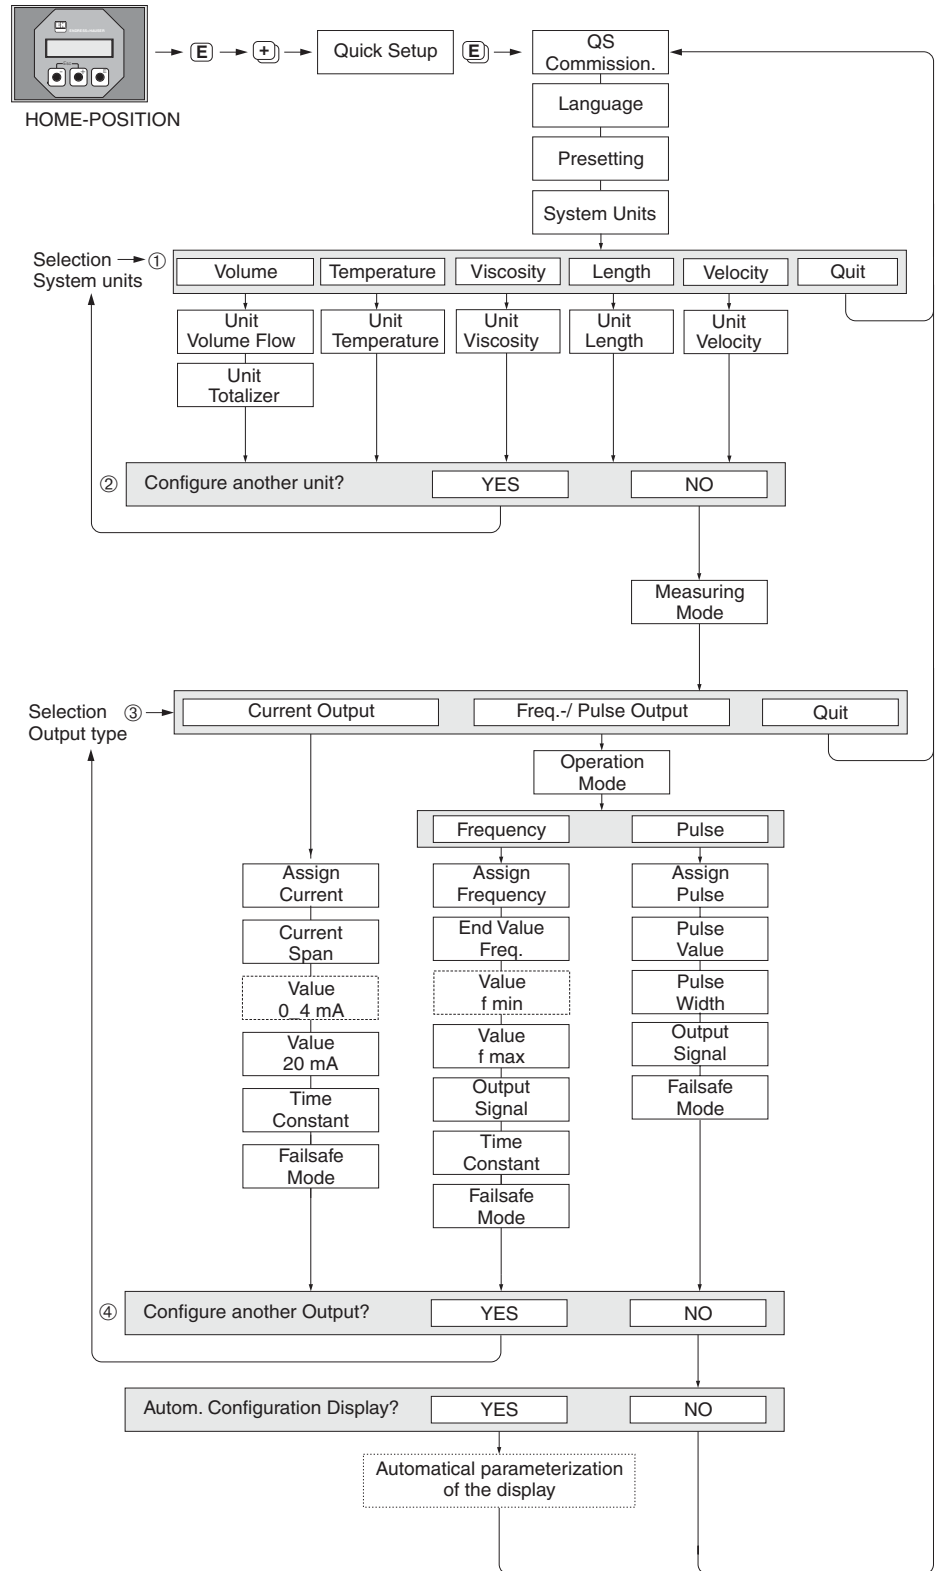 E + Quick Setup E QS
Commission.
HOME-POSITION
Language
Presetting
System Units
Selection ①
System units
Volume Temperature Viscosity Length Velocity Quit
Unit
Volume Flow
Unit
Temperature
Unit
Viscosity
Unit
Length
Unit
Velocity
Unit
Totalizer
② Configure another unit? YES NO
Measuring
Mode
Selection ③
Output type
Current Output Freq.-/ Pulse Output Quit
Operation
Mode
Frequency Pulse
Assign
Current
Current
Span
Value
0_4 mA
Value
20 mA
Time
Constant
Failsafe
Mode
Assign
Frequency
End Value
Freq.
Value
f min
Value
f max
Output
Signal
Time
Constant
Failsafe
Mode
Assign
Pulse
Pulse
Value
Pulse
Width
Output
Signal
Failsafe
Mode
④ Configure another Output? YES NO
Autom. Configuration Display? YES NO
Automatical parameterization
of the display